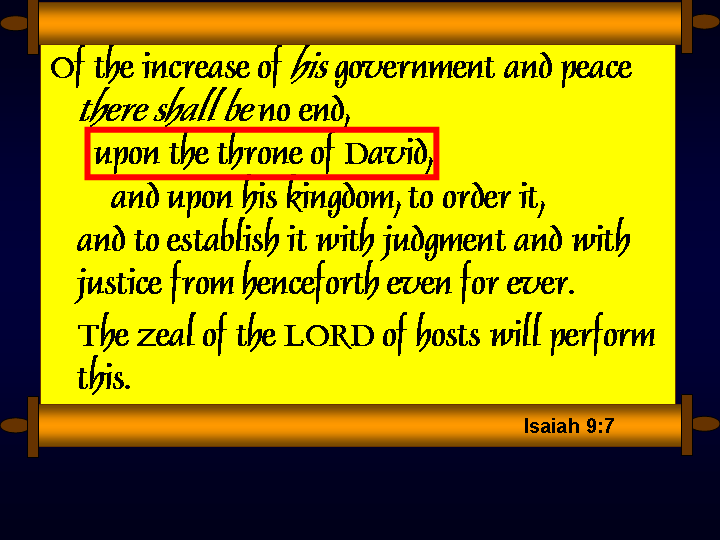 Of the increase of his government and peace
there shall be no end,
upon the throne of David,
and upon his kingdom, to order it,
and to establish it with judgment and with
justice from henceforth even for ever.
The zeal of the LORD of hosts will perform
this.
Isaiah 9:7